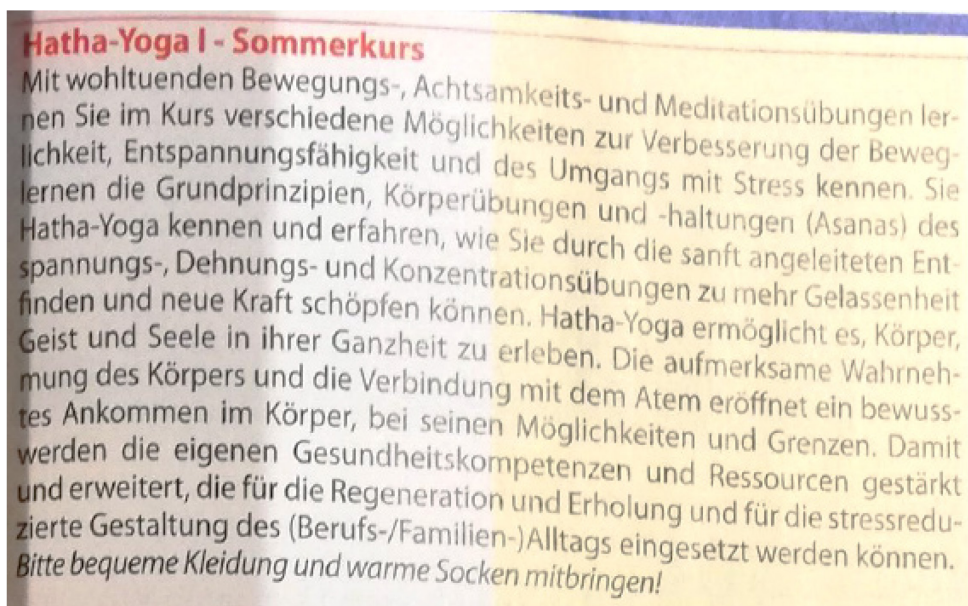 Hatha-Yoga I - Sommerkurs
Mit wohltuenden Bewegungs-, Achtsamkeits- und Meditationsübungen ler-
nen Sie im Kurs verschiedene Möglichkeiten zur Verbesserung der Beweg-
lichkeit, Entspannungsfähigkeit und des Umgangs mit Stress kennen. Sie
lernen die Grundprinzipien, Körperübungen und -haltungen (Asanas) des
Hatha-Yoga kennen und erfahren, wie Sie durch die sanft angeleiteten Ent-
spannungs-, Dehnungs- und Konzentrationsübungen zu mehr Gelassenheit
finden und neue Kraft schöpfen können. Hatha-Yoga ermöglicht es, Körper,
Geist und Seele in ihrer Ganzheit zu erleben. Die aufmerksame Wahrneh-
mung des Körpers und die Verbindung mit dem Atem eröffnet ein bewuss-
tes Ankommen im Körper, bei seinen Möglichkeiten und Grenzen. Damit
werden die eigenen Gesundheitskompetenzen und Ressourcen gestärkt
und erweitert, die für die Regeneration und Erholung und für die stressredu-
zierte Gestaltung des (Berufs-/Familien-)Alltags eingesetzt werden können.
Bitte bequeme Kleidung und warme Socken mitbringen!